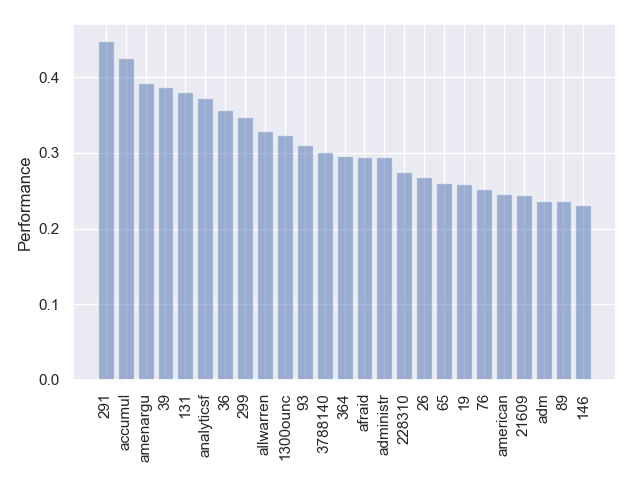 0.4
0.3
0.2
0.1
0.0
Performance
291
accumul
amenargu
39
131
analyticsf
36
299
allwarren
1300ounc
93
3788140
364
afraid
administr
228310
26
65
19
76
american
21609
adm
89
146